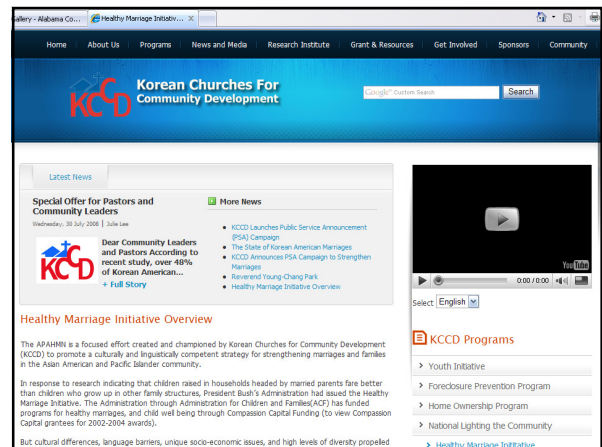 allery - Alabama Co...
Healthy Marriage Initiativ... X
Home About Us Programs News and Media Research Institute Grant & Resources Get Involved Sponsors Community
KCCD
Korean Churches For
Community Development
Google™ Custom Search
Search
Latest News
Special Offer for Pastors and
Community Leaders
Wednesday, 30 July 2008 | Julie Lee
KCCD
Dear Community Leaders
and Pastors According to
recent study, over 48%
of Korean American...
+ Full Story
More News
KCCD Launches Public Service Announcement
(PSA) Campaign
The State of Korean American Marriages
KCCD Announces PSA Campaign to Strengthen
Marriages
Reverend Young-Chang Park
Healthy Marriage Initiative Overview
YouTube
0:00 / 0:00
Select English
Healthy Marriage Initiative Overview
The APAHMN is a focused effort created and championed by Korean Churches for Community Development
(KCCD) to promote a culturally and linguistically competent strategy for strengthening marriages and families
in the Asian American and Pacific Islander community.
In response to research indicating that children raised in households headed by married parents fare better
than children who grow up in other family structures, President Bush's Administration had issued the Healthy
Marriage Initiative. The Administration through Administration for Children and Families(ACF) has funded
programs for healthy marriages, and child well being through Compassion Capital Funding (to view Compassion
Capital grantees for 2002-2004 awards).
But cultural differences, language barriers, unique socio-economic issues, and high levels of diversity propelled
KCCD Programs
> Youth Initiative
> Foreclosure Prevention Program
> Home Ownership Program
> National Lighting the Community
> Healthy Marriage Inititative